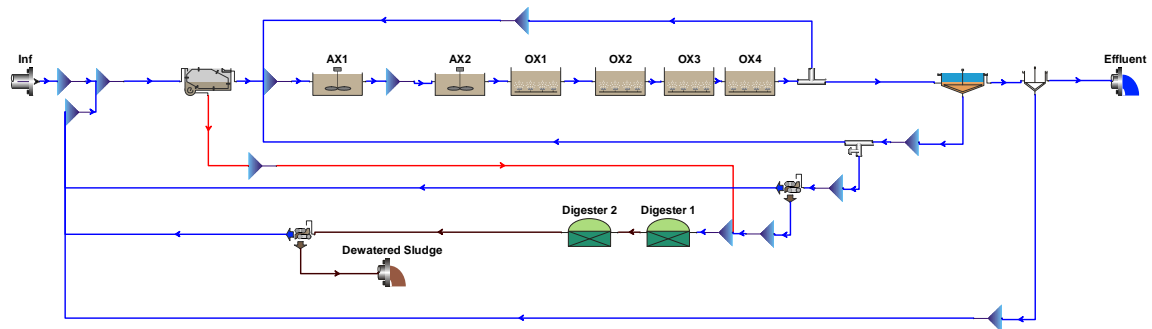 Inf
AX1
AX2
OX1
OX2
OX3
OX4
Effluent
Digester 2
Digester 1
Dewatered Sludge